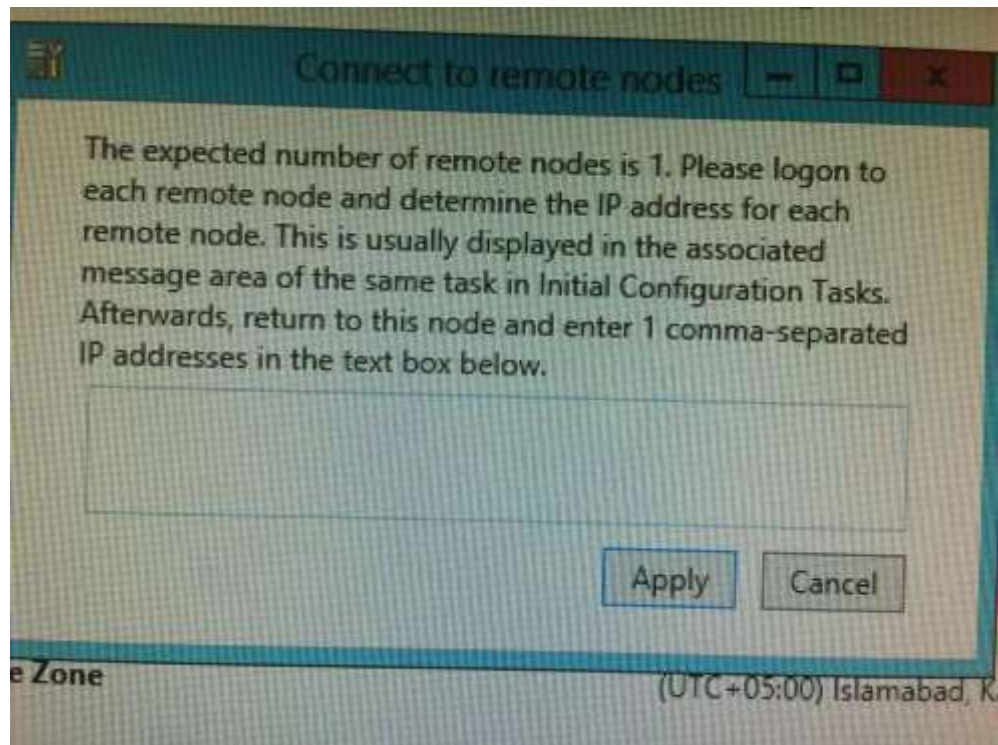 Connect to remote nodes
The expected number of remote nodes is 1. Please logon to
each remote node and determine the IP address for each
remote node. This is usually displayed in the associated
message area of the same task in Initial Configuration Tasks.
Afterwards, return to this node and enter 1 comma-separated
IP addresses in the text box below.
Apply Cancel
e Zone (UTC+05:00) Islamabad, K